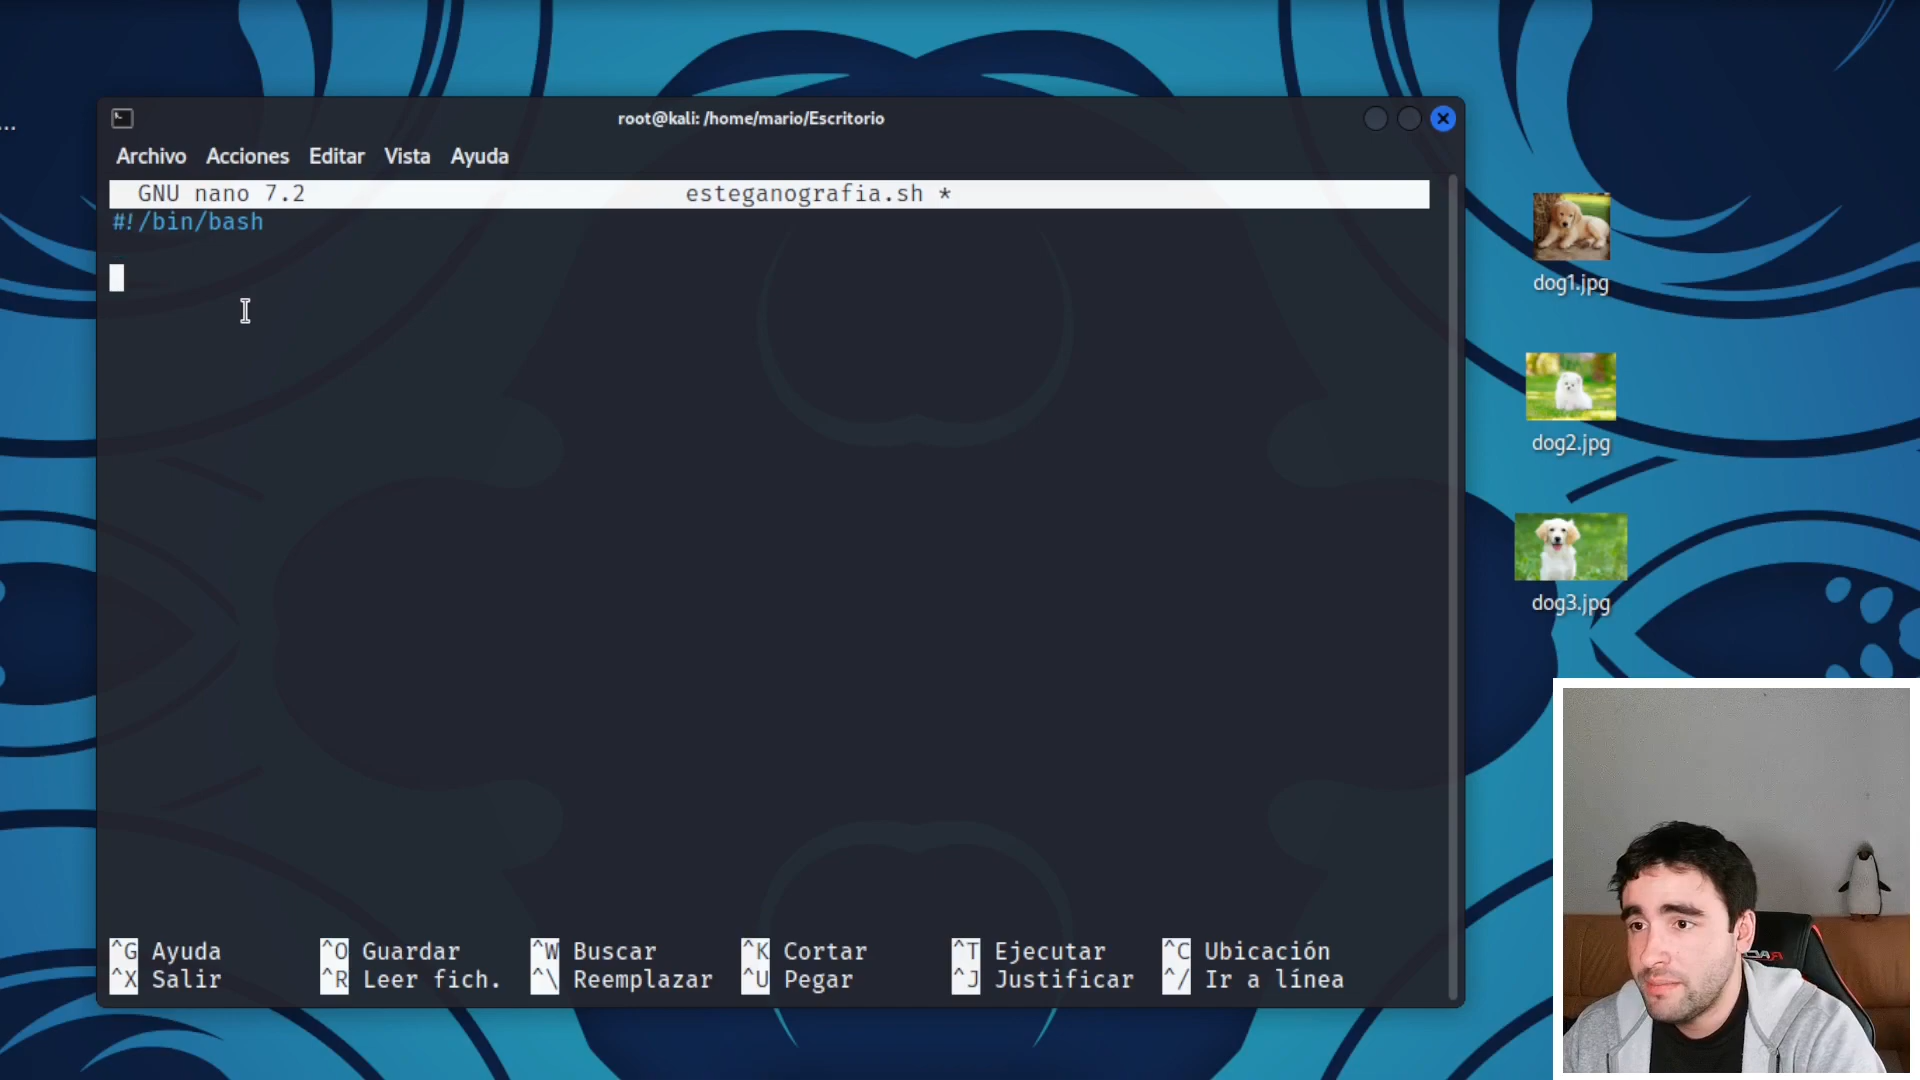 ...
root@kali: /home/mario/Escritorio
Archivo Acciones Editar Vista Ayuda
GNU nano 7.2 esteganografia.sh *
#!/bin/bash
^G Ayuda ^O Guardar ^W Buscar ^K Cortar ^T Ejecutar ^C Ubicación
^X Salir ^R Leer fich. ^\ Reemplazar ^U Pegar ^J Justificar ^/ Ir a línea
dog1.jpg
dog2.jpg
dog3.jpg